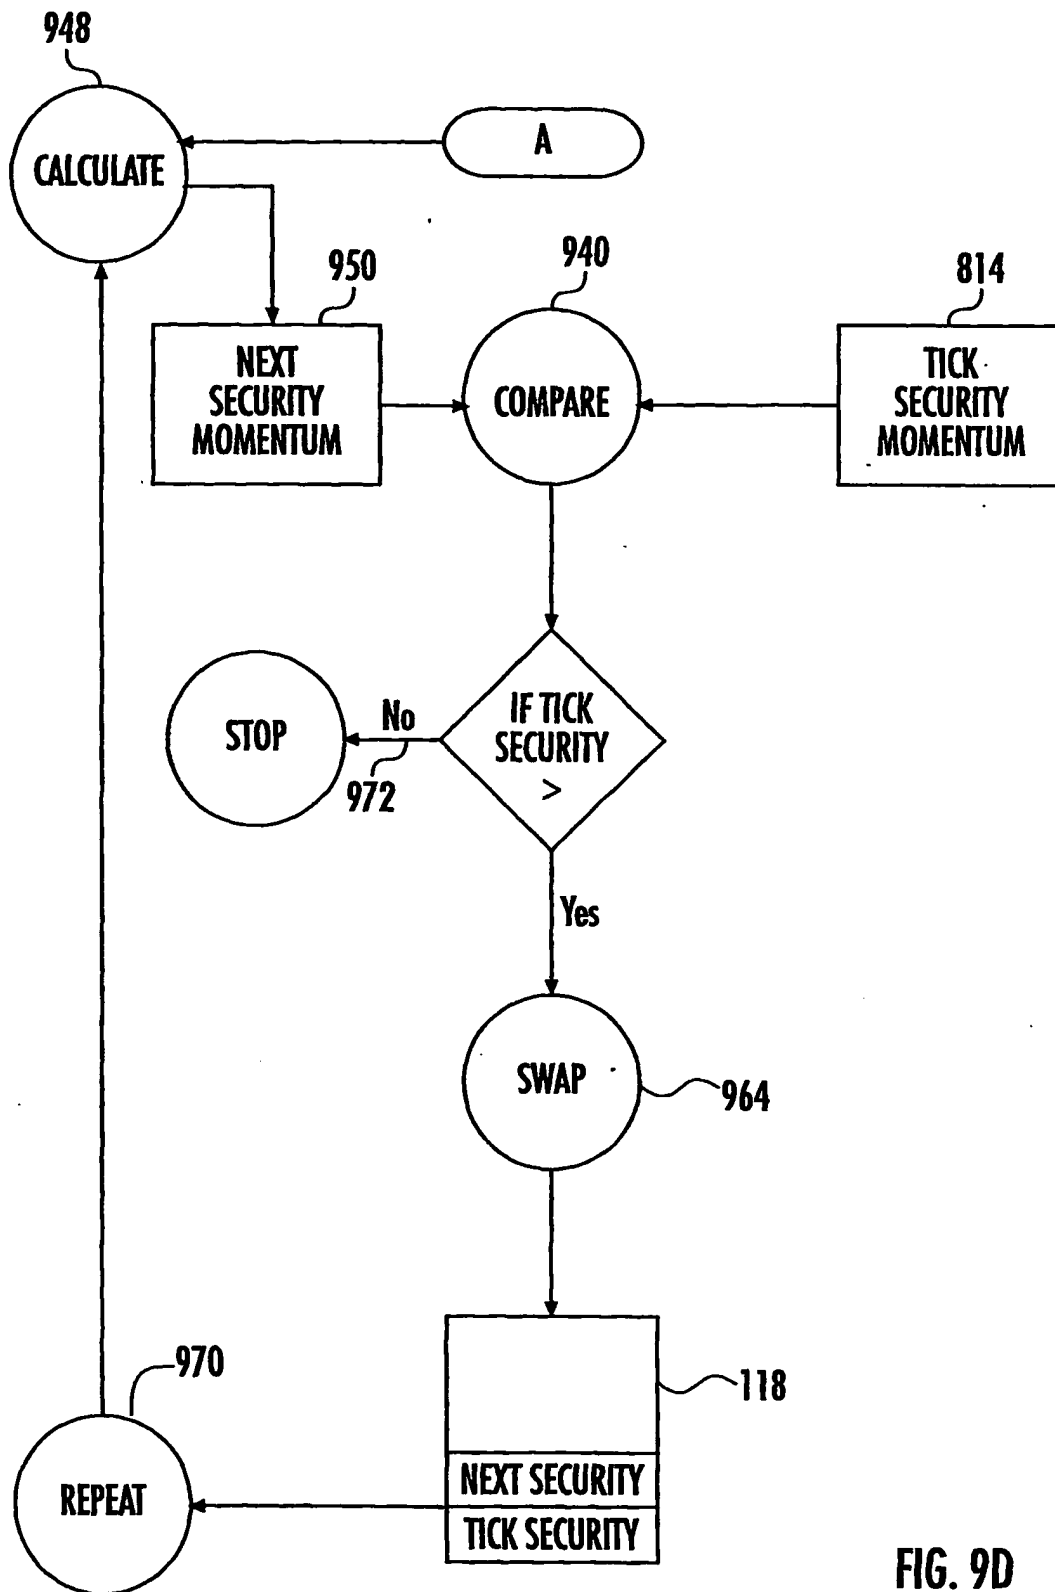 948
CALCULATE
A
950
NEXT
SECURITY
MOMENTUM
940
COMPARE
814
TICK
SECURITY
MOMENTUM
STOP
No
972
IF TICK
SECURITY
>
Yes
SWAP
964
118
NEXT SECURITY
TICK SECURITY
970
REPEAT
FIG. 9D